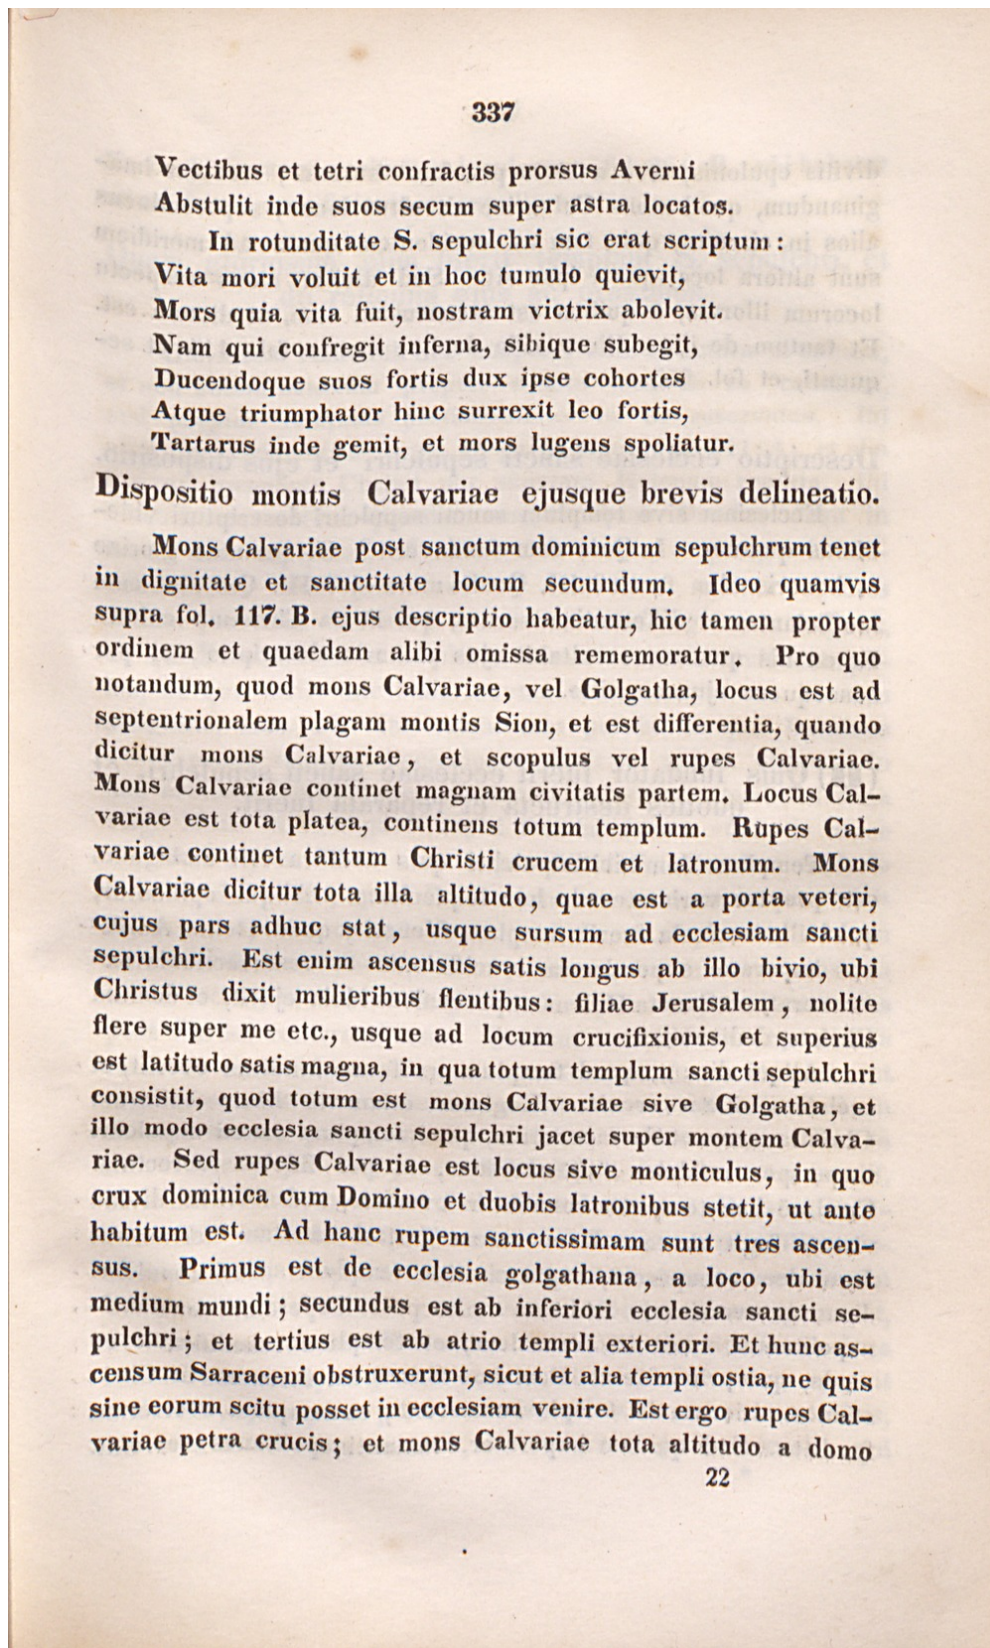 337
Vectibus et tetri confractis prorsus Averni
Abstulit inde suos secum super astra locatos.
In rotunditate S. sepulchri sic erat scriptum :
Vita mori voluit et in hoc tumulo quievit,
Mors quia vita fuit, nostram victrix abolevit.
Nam qui confregit inferna, sibique subegit,
Ducendoque suos fortis dux ipse cohortes
Atque triumphator hinc surrexit leo fortis,
Tartarus inde gemit, et mors lugens spoliatur.
Dispositio montis Calvariae ejusque brevis delineatio.
Mons Calvariae post sanctum dominicum sepulchrum tenet
in dignitate et sanctitate locum secundum. Ideo quamvis
supra fol. 117. B. ejus descriptio habeatur, hic tamen propter
ordinem et quaedam alibi omissa rememoratur. Pro quo
notandum, quod mons Calvariae, vel Golgatha, locus est ad
septentrionalem plagam montis Sion, et est differentia, quando
dicitur mons Calvariae, et scopulus vel rupes Calvariae.
Mons Calvariae continet magnam civitatis partem. Locus Cal-
variae est tota platea, continens totum templum. Rupes Cal-
variae continet tantum Christi crucem et latronum. Mons
Calvariae dicitur tota illa altitudo, quae est a porta veteri,
cujus pars adhuc stat, usque sursum ad ecclesiam sancti
sepulchri. Est enim ascensus satis longus ab illo bivio, ubi
Christus dixit mulieribus flentibus: filiae Jerusalem, nolite
flere super me etc., usque ad locum crucifixionis, et superius
est latitudo satis magna, in qua totum templum sancti sepulchri
consistit, quod totum est mons Calvariae sive Golgatha, et
illo modo ecclesia sancti sepulchri jacet super montem Calva-
riae. Sed rupes Calvariae est locus sive monticulus, in quo
crux dominica cum Domino et duobis latronibus stetit, ut ante
habitum est. Ad hanc rupem sanctissimam sunt tres ascen-
sus. Primus est de ecclesia golgathana, a loco, ubi est
medium mundi; secundus est ab inferiori ecclesia sancti se-
pulchri; et tertius est ab atrio templi exteriori. Et hunc as-
censum Sarraceni obstruxerunt, sicut et alia templi ostia, ne quis
sine eorum scitu posset in ecclesiam venire. Est ergo rupes Cal-
variae petra crucis; et mons Calvariae tota altitudo a domo
22